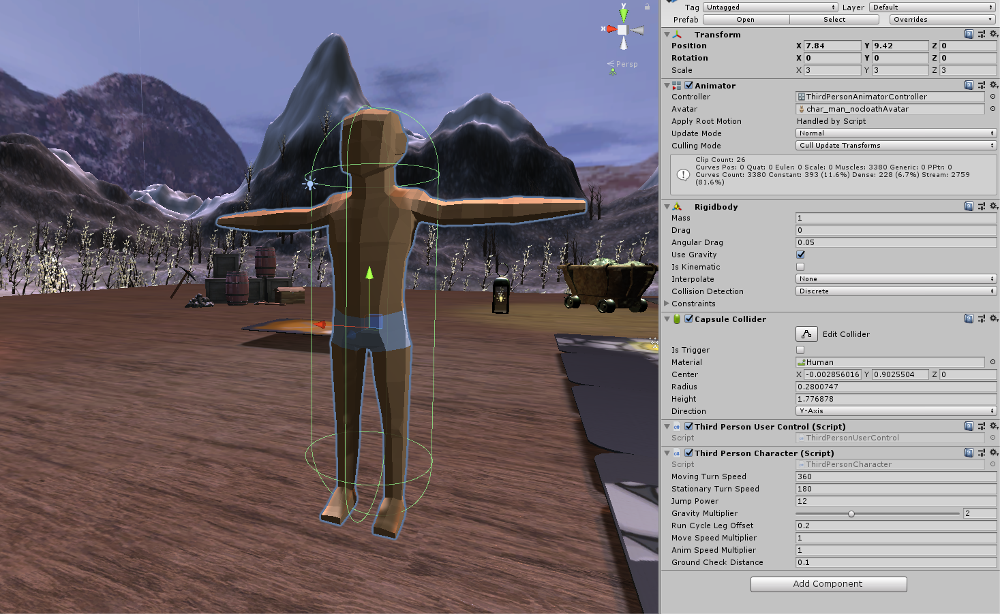 y
x
Persp
Tag Untagged Layer Default
Prefab Open Select Overrides
Transform
Position X 7.84 Y 9.42 Z 0
Rotation X 0 Y 0 Z 0
Scale X 3 Y 3 Z 3
Animator
Controller ThirdPersonAnimatorController
Avatar char_man_nocloathAvatar
Apply Root Motion Handled by Script
Update Mode Normal
Culling Mode Cull Update Transforms
Clip Count: 26
Curves Pos: 0 Quat: 0 Euler: 0 Scale: 0 Muscles: 3380 Generic: 0 PPtr: 0
Curves Count: 3380 Constant: 393 (11.6%) Dense: 228 (6.7%) Stream: 2759
(81.6%)
Rigidbody
Mass 1
Drag 0
Angular Drag 0.05
Use Gravity
Is Kinematic
Interpolate None
Collision Detection Discrete
Constraints
Capsule Collider
Edit Collider
Is Trigger
Material Human
Center X -0.002856016 Y 0.9025504 Z 0
Radius 0.2800747
Height 1.776878
Direction Y-Axis
c# Third Person User Control (Script)
Script ThirdPersonUserControl
c# Third Person Character (Script)
Script ThirdPersonCharacter
Moving Turn Speed 360
Stationary Turn Speed 180
Jump Power 12
Gravity Multiplier 2
Run Cycle Leg Offset 0.2
Move Speed Multiplier 1
Anim Speed Multiplier 1
Ground Check Distance 0.1
Add Component